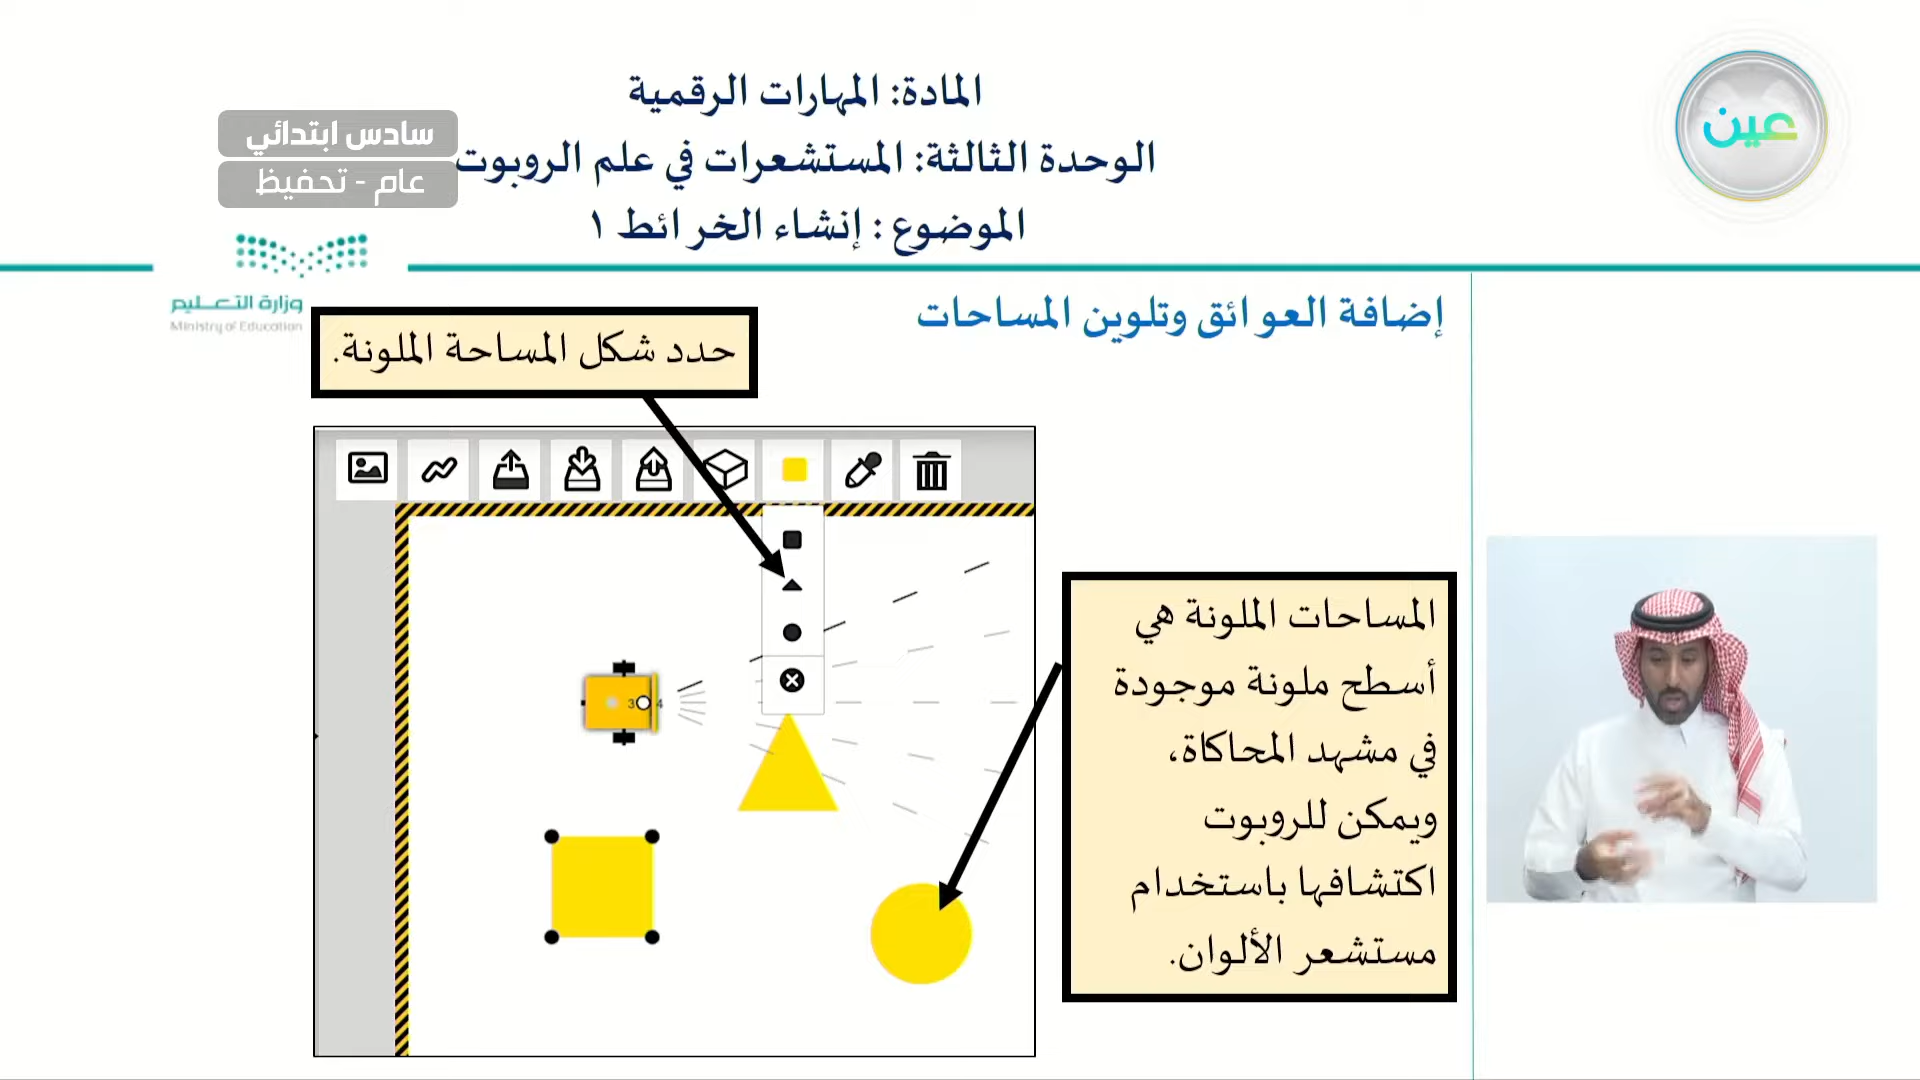 المادة: المهارات الرقمية
الوحدة الثالثة: المستشعرات في علم الروبوت
الموضوع : إنشاء الخرائط ١
عين
سادس ابتدائي
عام - تحفيظ
وزارة التعليم
Ministry of Education
إضافة العوائق وتلوين المساحات
حدد شكل المساحة الملونة.
3
4
المساحات الملونة هي
أسطح ملونة موجودة
في مشهد المحاكاة،
ويمكن للروبوت
اكتشافها باستخدام
مستشعر الألوان.